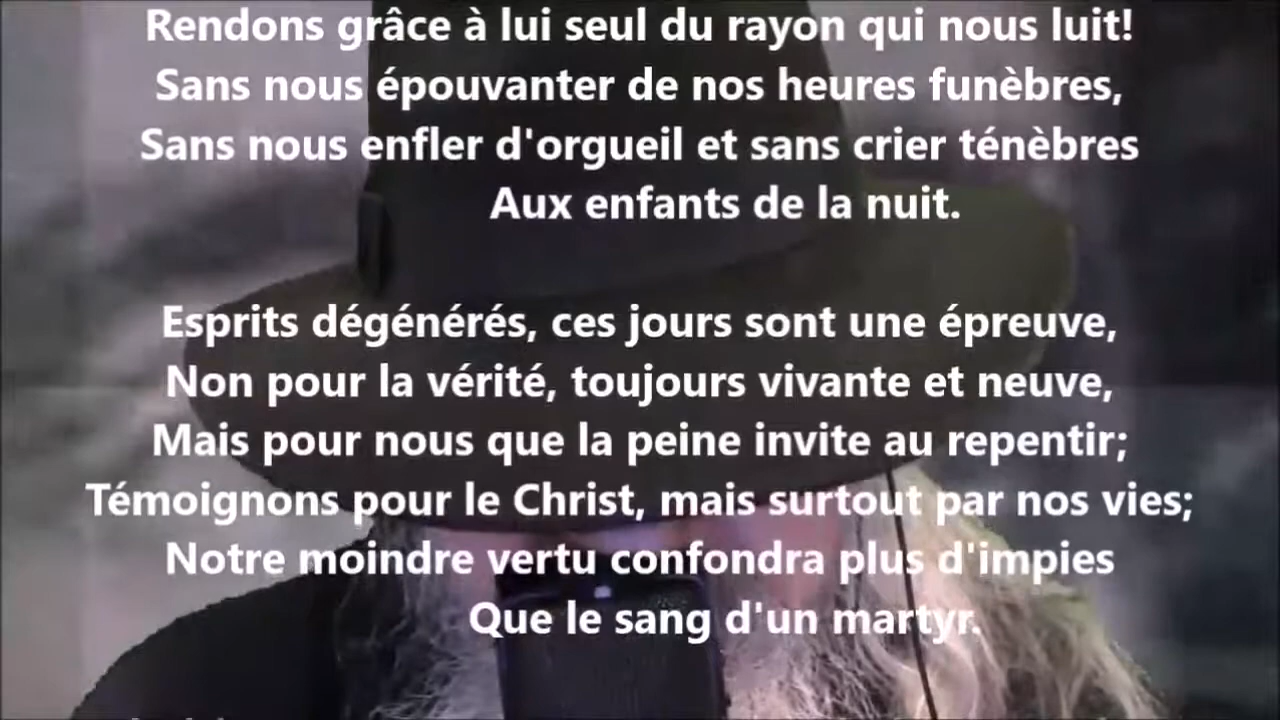 Rendons grâce à lui seul du rayon qui nous luit!
Sans nous épouvanter de nos heures funèbres,
Sans nous enfler d'orgueil et sans crier ténèbres
Aux enfants de la nuit.
Esprits dégénérés, ces jours sont une épreuve,
Non pour la vérité, toujours vivante et neuve,
Mais pour nous que la peine invite au repentir;
Témoignons pour le Christ, mais surtout par nos vies;
Notre moindre vertu confondra plus d'impies
Que le sang d'un martyr.